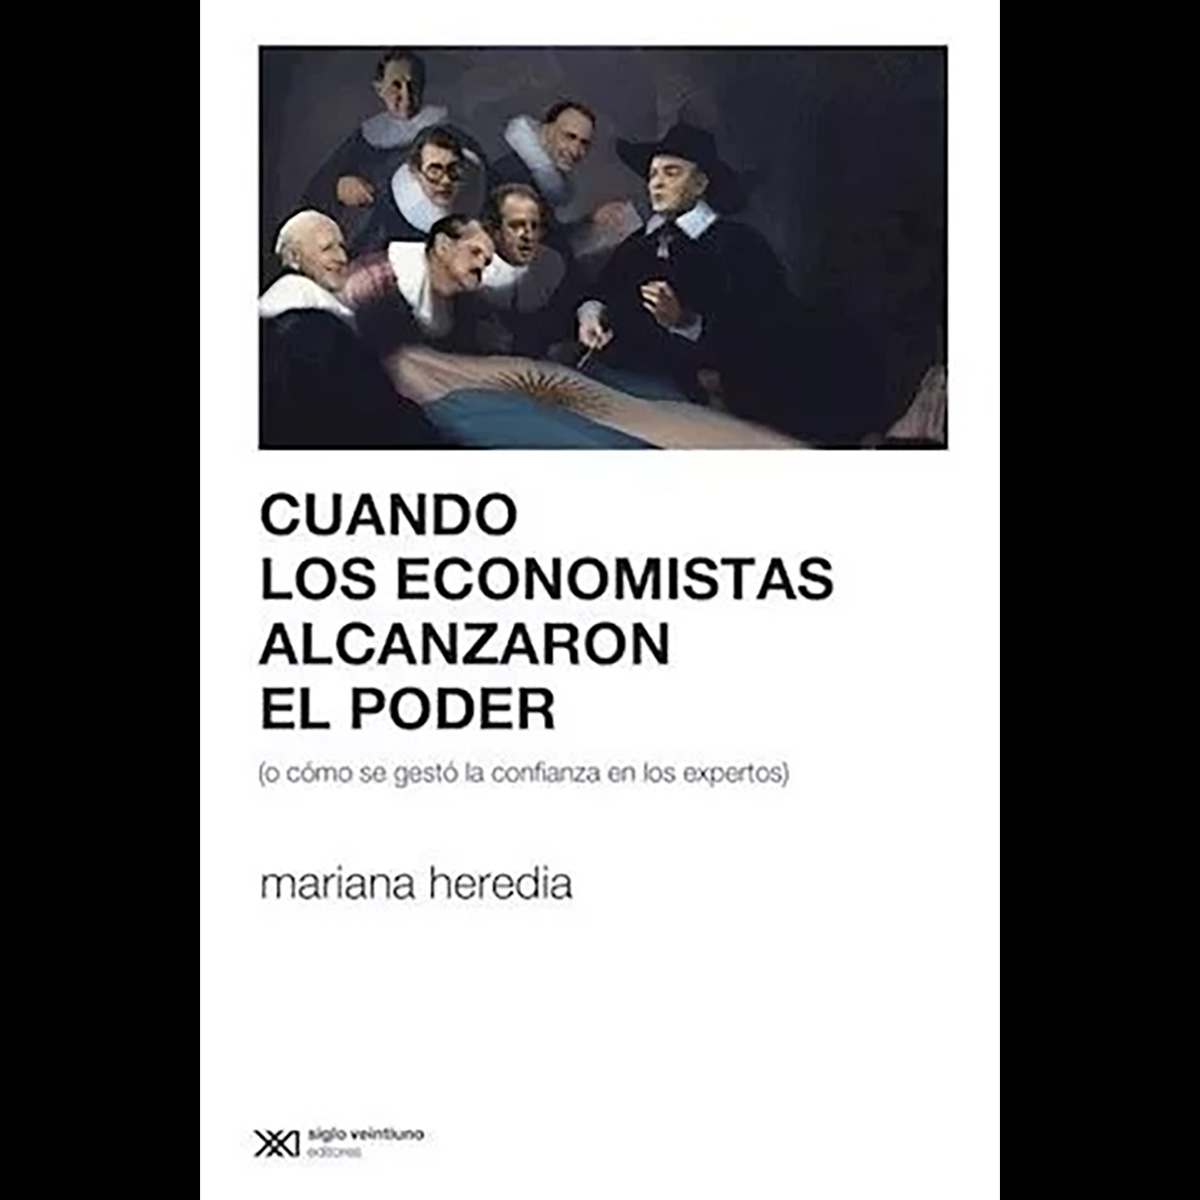 CUANDO
LOS ECONOMISTAS
ALCANZARON
EL PODER
(o cómo se gestó la confianza en los expertos)
mariana heredia
siglo veintiuno
editores